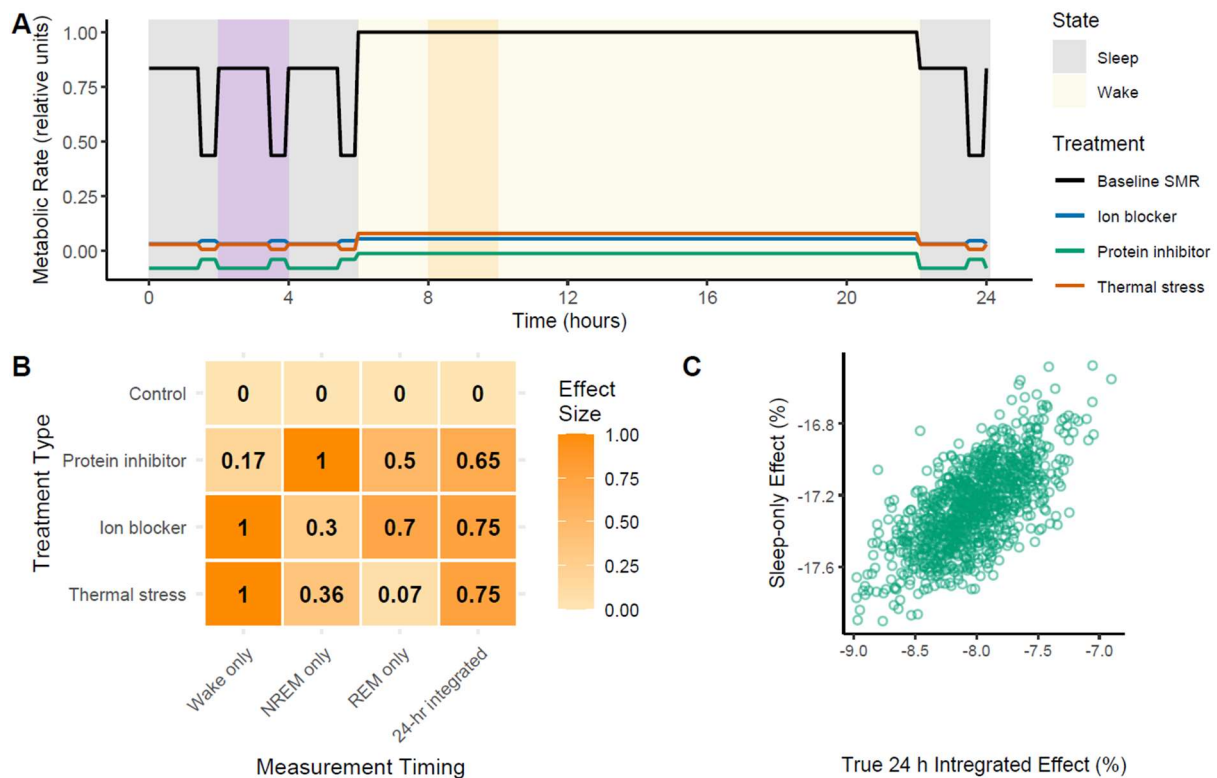 A
Metabolic Rate (relative units)
1.00
0.75
0.50
0.25
0.00
0 4 8 12 16 20 24
Time (hours)
State
Sleep
Wake
Treatment
Baseline SMR
Ion blocker
Protein inhibitor
Thermal stress
B
Treatment Type
Control 0 0 0 0
Protein inhibitor 0.17 1 0.5 0.65
Ion blocker 1 0.3 0.7 0.75
Thermal stress 1 0.36 0.07 0.75
Wake only
NREM only
REM only
24-hr integrated
Measurement Timing
Effect
Size
1.00
0.75
0.50
0.25
0.00
C
Sleep-only Effect (%)
-16.8
-17.2
-17.6
-9.0 -8.5 -8.0 -7.5 -7.0
True 24 h Intregrated Effect (%)